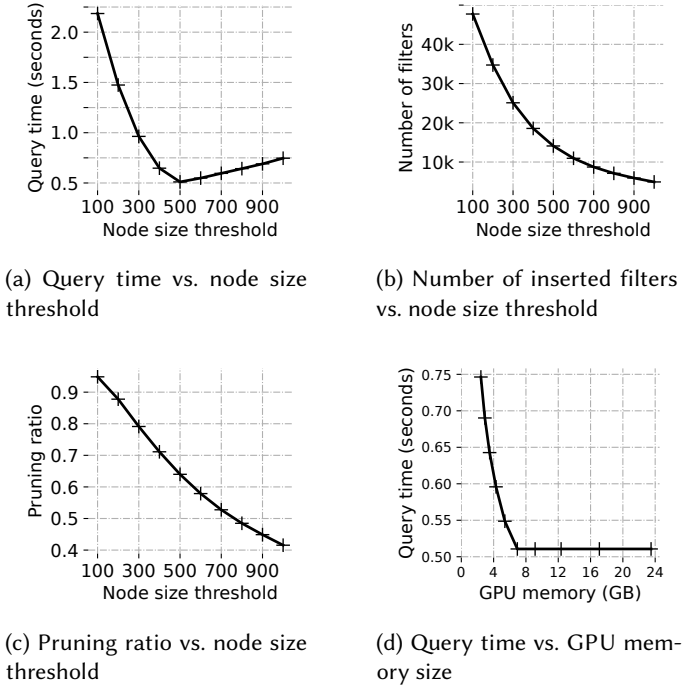 Query time (seconds)
2.0
1.5
1.0
0.5
100 300 500 700 900
Node size threshold
(a) Query time vs. node size
threshold
Number of filters
40k
30k
20k
10k
100 300 500 700 900
Node size threshold
(b) Number of inserted filters
vs. node size threshold
Pruning ratio
0.9
0.8
0.7
0.6
0.5
0.4
100 300 500 700 900
Node size threshold
(c) Pruning ratio vs. node size
threshold
Query time (seconds)
0.75
0.70
0.65
0.60
0.55
0.50
0 4 8 12 16 20 24
GPU memory (GB)
(d) Query time vs. GPU mem-
ory size